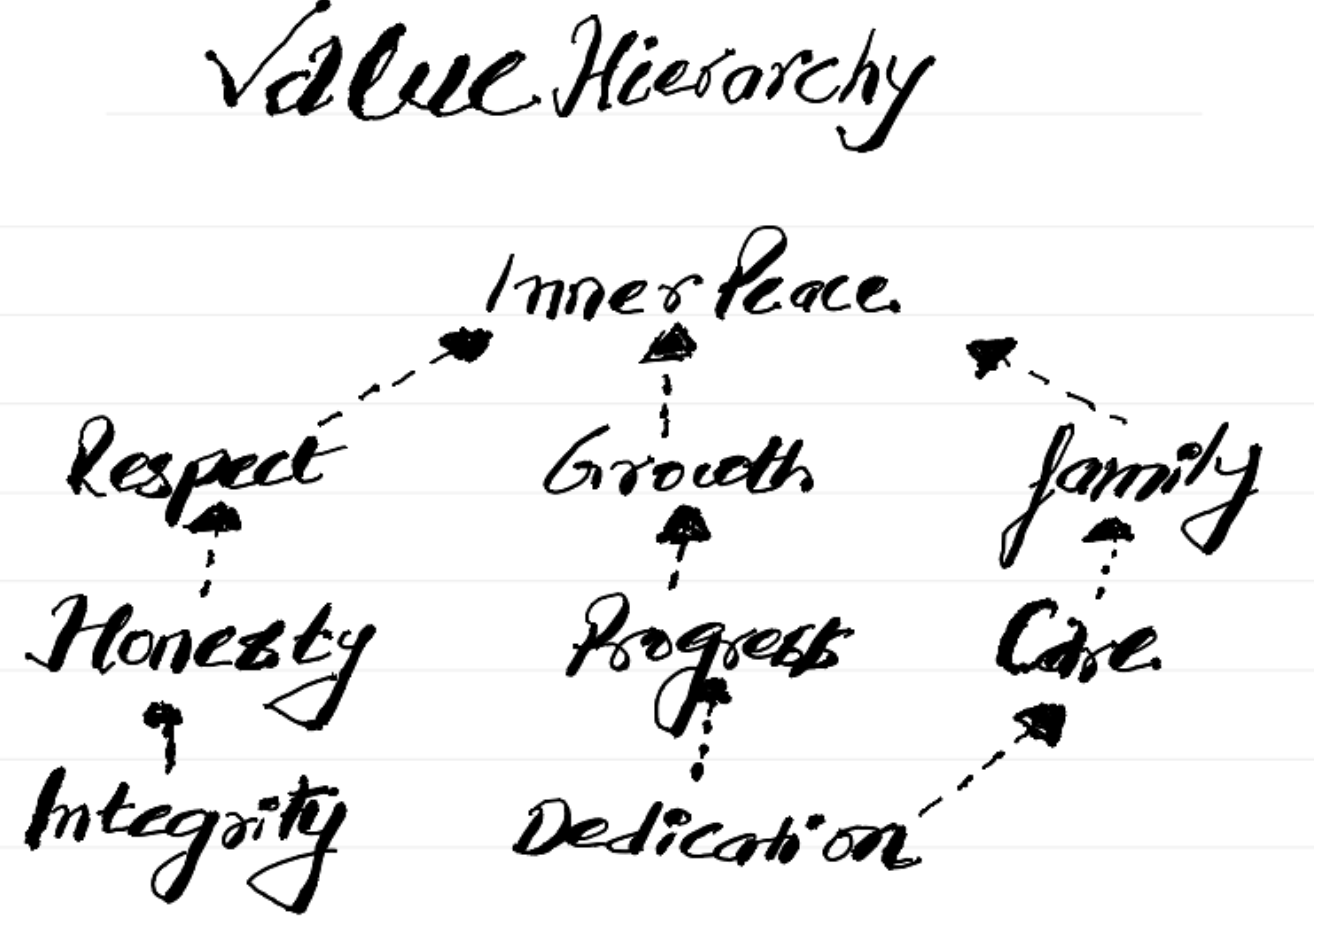 Value Hierarchy
Inner Peace
Respect Growth family
Honesty Progress Care
Integrity Dedication